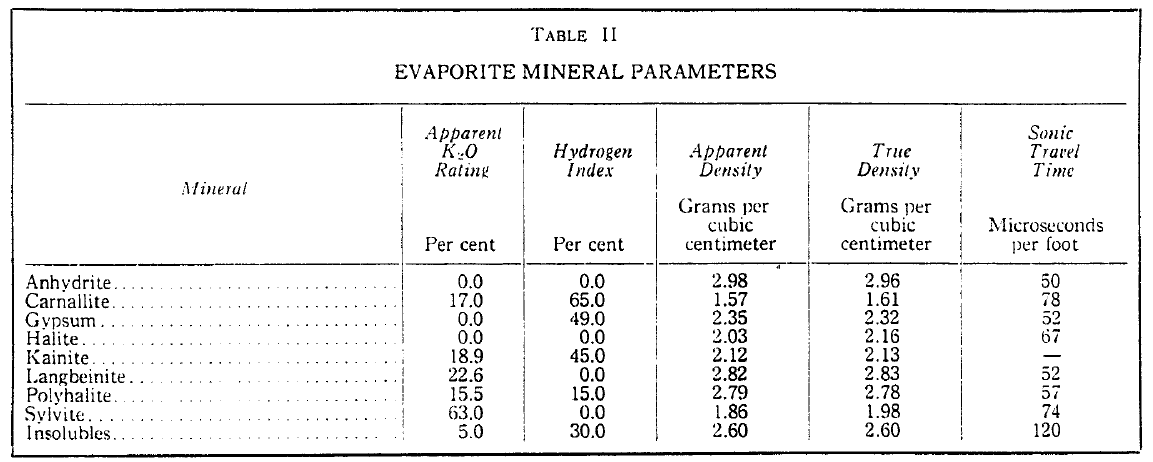 TABLE II
EVAPORITE MINERAL PARAMETERS
Mineral
Apparent K₂O Rating
Per cent
Hydrogen Index
Per cent
Apparent Density
Grams per cubic centimeter
True Density
Grams per cubic centimeter
Sonic Travel Time
Microseconds per foot
Anhydrite 0.0 0.0 2.98 2.96 50
Carnallite 17.0 65.0 1.57 1.61 78
Gypsum 0.0 49.0 2.35 2.32 52
Halite 0.0 0.0 2.03 2.16 67
Kainite 18.9 45.0 2.12 2.13 —
Langbeinite 22.6 0.0 2.82 2.83 52
Polyhalite 15.5 15.0 2.79 2.78 57
Sylvite 63.0 0.0 1.86 1.98 74
Insolubles 5.0 30.0 2.60 2.60 120